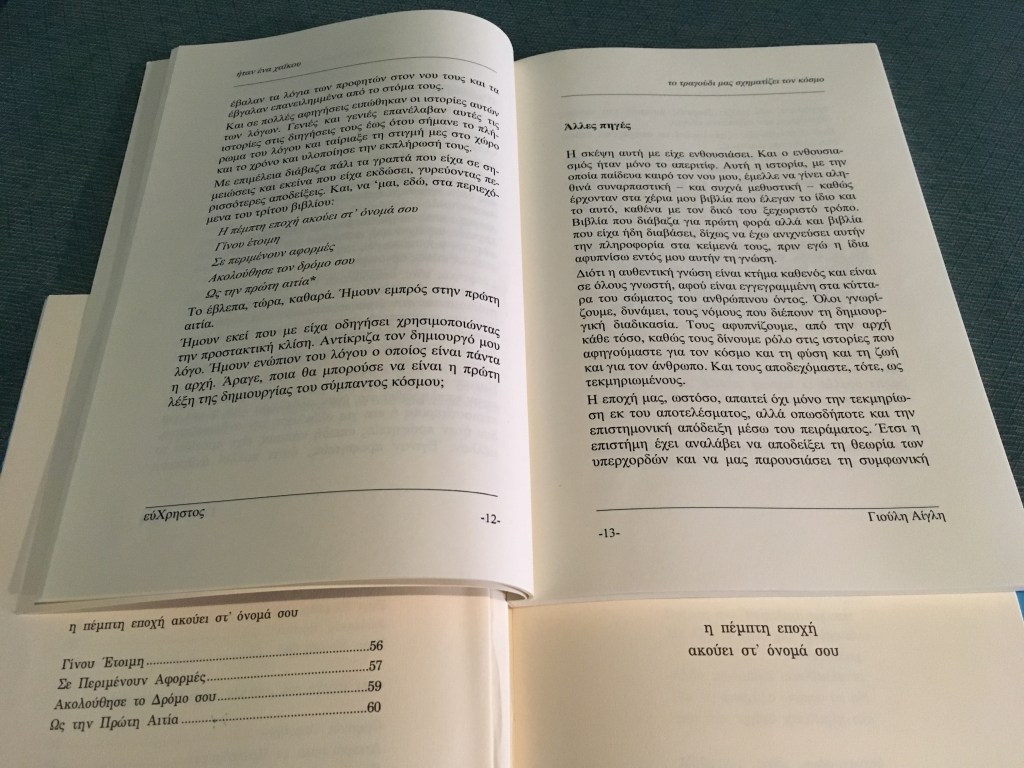 ήταν ένα χαϊκου
έβαλαν τα λόγια των προφητών στον νου τους και τα
έβγαλαν επανειλημμένα από το στόμα τους.
Και σε πολλές αφηγήσεις ειπώθηκαν οι ιστορίες αυτών
των λόγων. Γενιές και γενιές επανέλαβαν αυτές τις
ιστορίες στις διηγήσεις τους έως ότου σήμανε το πλή-
ρωμα του λόγου και ταίριαξε τη στιγμή μες στο χώρο
και το χρόνο και υλοποίησε την εκπλήρωσή τους.
Με επιμέλεια διάβαζα πάλι τα γραπτά που είχα σε ση-
μειώσεις και εκείνα που είχα εκδώσει, γυρεύοντας πε-
ρισσότερες αποδείξεις. Και, να ‘μαι, εδώ, στα περιεχό-
μενα του τρίτου βιβλίου:
Η πέμπτη εποχή ακούει στ’ όνομά σου
Γίνου έτοιμη
Σε περιμένουν αφορμές
Ακολούθησε τον δρόμο σου
Ως την πρώτη αιτία*
Το έβλεπα, τώρα, καθαρά. Ήμουν εμπρός στην πρώτη
αιτία.
Ήμουν εκεί που με είχα οδηγήσει χρησιμοποιώντας
την προστακτική κλίση. Αντίκριζα τον δημιουργό μου
λόγο. Ήμουν ενώπιον του λόγου ο οποίος είναι πάντα
η αρχή. Άραγε, ποια θα μπορούσε να είναι η πρώτη
λέξη της δημιουργίας του σύμπαντος κόσμου;
εύΧρηστος
-12-
το τραγούδι μας σχηματίζει τον κόσμο
Άλλες πηγές
Η σκέψη αυτή με είχε ενθουσιάσει. Και ο ενθουσια-
σμός ήταν μόνο το απεριτίφ. Αυτή η ιστορία, με την
οποία παίδευα καιρό τον νου μου, έμελλε να γίνει αλη-
θινά συναρπαστική – και συχνά μεθυστική – καθώς
έρχονταν στα χέρια μου βιβλία που έλεγαν το ίδιο και
το αυτό, καθένα με τον δικό του ξεχωριστό τρόπο.
Βιβλία που διάβαζα για πρώτη φορά αλλά και βιβλία
που είχα ήδη διαβάσει, δίχως να έχω ανιχνεύσει αυτήν
την πληροφορία στα κείμενά τους, πριν εγώ η ίδια
αφυπνίσω εντός μου αυτήν τη γνώση.
Διότι η αυθεντική γνώση είναι κτήμα καθενός και είναι
σε όλους γνωστή, αφού είναι εγγεγραμμένη στα κύττα-
ρα του σώματος του ανθρώπινου όντος. Όλοι γνωρί-
ζουμε, δυνάμει, τους νόμους που διέπουν τη δημιουρ-
γική διαδικασία. Τους αφυπνίζουμε, από την αρχή
κάθε τόσο, καθώς τους δίνουμε ρόλο στις ιστορίες που
αφηγούμαστε για τον κόσμο και τη φύση και τη ζωή
και για τον άνθρωπο. Και τους αποδεχόμαστε, τότε, ως
τεκμηριωμένους.
Η εποχή μας, ωστόσο, απαιτεί όχι μόνο την τεκμηρίω-
ση εκ του αποτελέσματος, αλλά οπωσδήποτε και την
επιστημονική απόδειξη μέσω του πειράματος. Έτσι η
επιστήμη έχει αναλάβει να αποδείξει τη θεωρία των
υπερχορδών και να μας παρουσιάσει τη συμφωνική
Γιούλη Αίγλη
-13-
η πέμπτη εποχή ακούει στ’ όνομά σου
Γίνου Έτοιμη.....................................................56
Σε Περιμένουν Αφορμές......................................57
Ακολούθησε το Δρόμο σου...................................59
Ως την Πρώτη Αιτία ...........................................60
η πέμπτη εποχή
ακούει στ’ όνομά σου